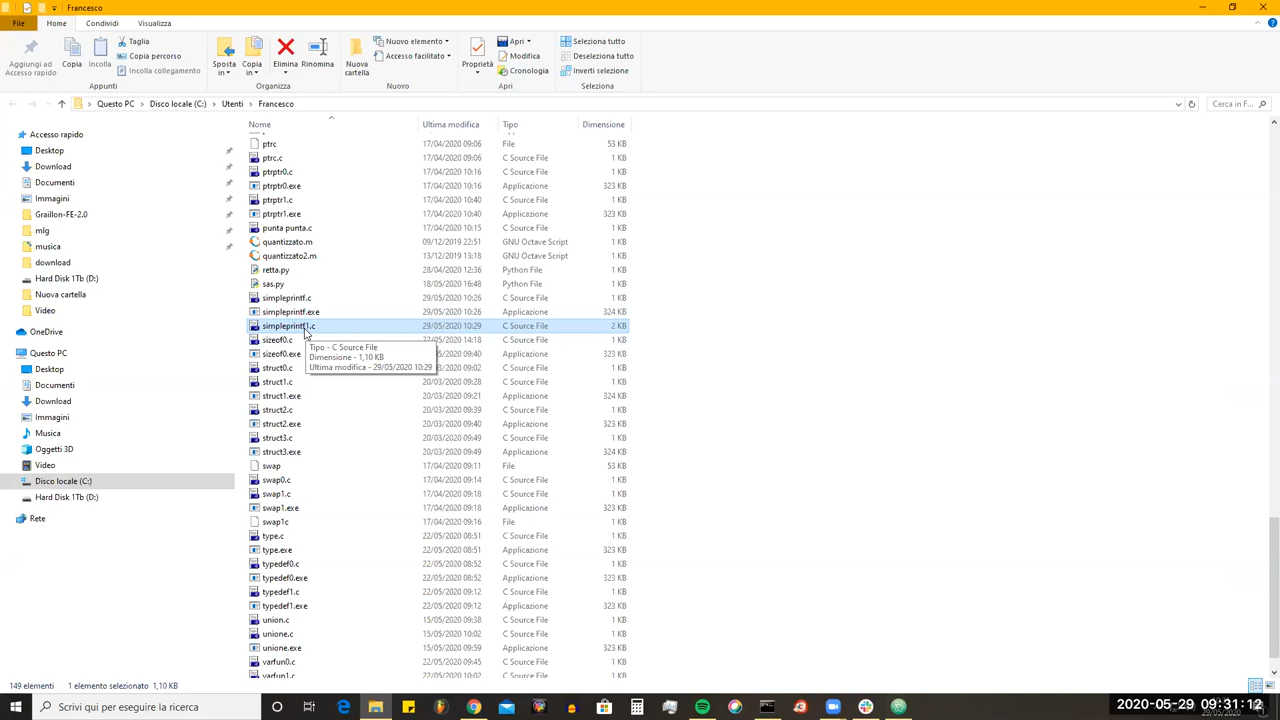 Francesco
File Home Condividi Visualizza
Aggiungi ad Accesso rapido
Copia
Incolla
Taglia
Copia percorso
Incolla collegamento
Appunti
Sposta in
Copia in
Elimina
Rinomina
Organizza
Nuova cartella
Nuovo elemento
Accesso facilitato
Nuovo
Proprietà
Apri
Modifica
Cronologia
Apri
Seleziona tutto
Deseleziona tutto
Inverti selezione
Seleziona
Questo PC > Disco locale (C:) > Utenti > Francesco
Cerca in F...
Accesso rapido
Desktop
Download
Documenti
Immagini
Graillon-FE-2.0
mlg
musica
download
Hard Disk 1Tb (D:)
Nuova cartella
Video
OneDrive
Questo PC
Desktop
Documenti
Download
Immagini
Musica
Oggetti 3D
Video
Disco locale (C:)
Hard Disk 1Tb (D:)
Rete
Nome Ultima modifica Tipo Dimensione
ptrc 17/04/2020 09:06 File 53 KB
ptrc.c 17/04/2020 09:06 C Source File 1 KB
ptrptr0.c 17/04/2020 10:16 C Source File 1 KB
ptrptr0.exe 17/04/2020 10:16 Applicazione 323 KB
ptrptr1.c 17/04/2020 10:40 C Source File 1 KB
ptrptr1.exe 17/04/2020 10:40 Applicazione 323 KB
punta punta.c 17/04/2020 10:15 C Source File 1 KB
quantizzato.m 09/12/2019 22:51 GNU Octave Script 1 KB
quantizzato2.m 13/12/2019 13:18 GNU Octave Script 1 KB
retta.py 28/04/2020 12:36 Python File 1 KB
sas.py 18/05/2020 16:48 Python File 1 KB
simpleprintf.c 29/05/2020 10:26 C Source File 1 KB
simpleprintf.exe 29/05/2020 10:26 Applicazione 324 KB
simpleprintf1.c 29/05/2020 10:29 C Source File 2 KB
sizeof0.c 14:18 C Source File 1 KB
sizeof0.exe 09:40 Applicazione 323 KB
struct0.c 09:02 C Source File 1 KB
Tipo - C Source File
Dimensione - 1,10 KB
Ultima modifica - 29/05/2020 10:29
struct1.c 20/03/2020 09:28 C Source File 1 KB
struct1.exe 20/03/2020 09:21 Applicazione 324 KB
struct2.c 20/03/2020 09:39 C Source File 1 KB
struct2.exe 20/03/2020 09:40 Applicazione 323 KB
struct3.c 20/03/2020 09:49 C Source File 1 KB
struct3.exe 20/03/2020 09:49 Applicazione 323 KB
swap 17/04/2020 09:11 File 53 KB
swap0.c 17/04/2020 09:14 C Source File 1 KB
swap1.c 17/04/2020 09:18 C Source File 1 KB
swap1.exe 17/04/2020 09:18 Applicazione 323 KB
swap1c 17/04/2020 09:16 File 53 KB
type.c 22/05/2020 08:51 C Source File 1 KB
type.exe 22/05/2020 08:51 Applicazione 323 KB
typedef0.c 22/05/2020 08:52 C Source File 1 KB
typedef0.exe 22/05/2020 08:52 Applicazione 323 KB
typedef1.c 22/05/2020 09:12 C Source File 1 KB
typedef1.exe 22/05/2020 09:12 Applicazione 323 KB
union.c 15/05/2020 09:38 C Source File 1 KB
unione.c 15/05/2020 10:02 C Source File 1 KB
unione.exe 15/05/2020 09:59 Applicazione 323 KB
varfun0.c 22/05/2020 09:45 C Source File 1 KB
varfun1.c
149 elementi 1 elemento selezionato 1,10 KB
Scrivi qui per eseguire la ricerca
2020-05-29 09:31:12